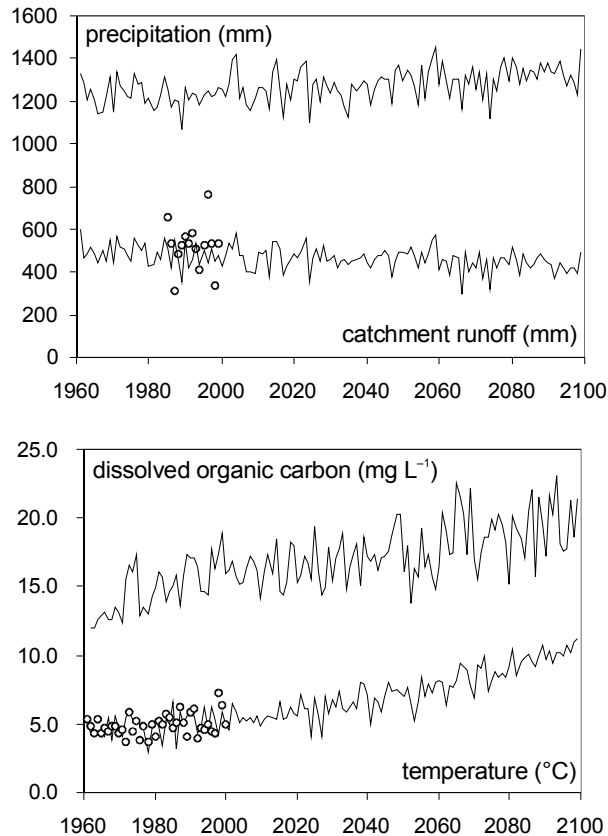 1600
precipitation (mm)
1400
1200
1000
800
600
400
200
catchment runoff (mm)
0
1960 1980 2000 2020 2040 2060 2080 2100
25.0
dissolved organic carbon (mg L⁻¹)
20.0
15.0
10.0
5.0
temperature (°C)
0.0
1960 1980 2000 2020 2040 2060 2080 2100